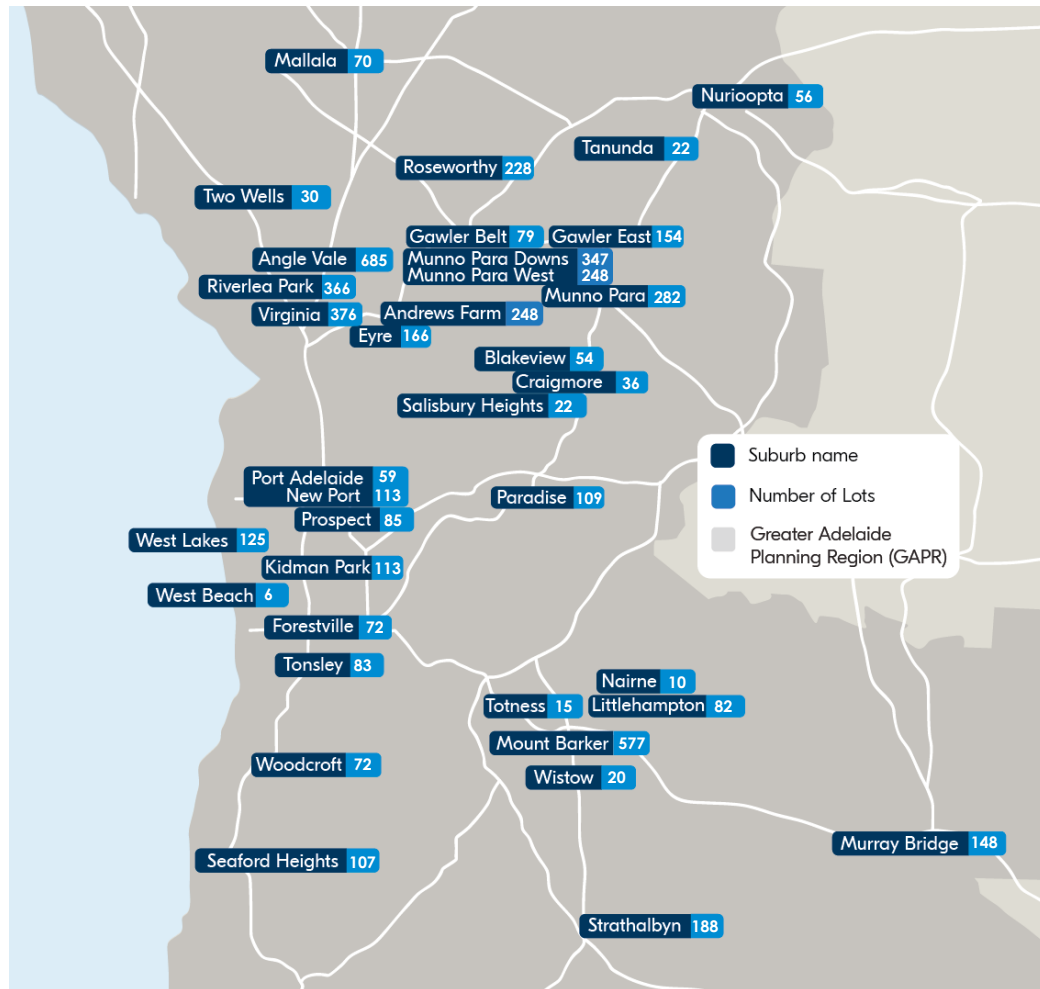 Mallala 70
Nurioopta 56
Tanunda 22
Roseworthy 228
Two Wells 30
Gawler Belt 79
Gawler East 154
Angle Vale 685
Munno Para Downs 347
Munno Para West 248
Riverlea Park 366
Munno Para 282
Virginia 376
Andrews Farm 248
Eyre 166
Blakeview 54
Craigmore 36
Salisbury Heights 22
Suburb name
Number of Lots
Greater Adelaide
Planning Region (GAPR)
Port Adelaide 59
New Port 113
Paradise 109
Prospect 85
West Lakes 125
Kidman Park 113
West Beach 6
Forestville 72
Tonsley 83
Nairne 10
Totness 15
Littlehampton 82
Mount Barker 577
Woodcroft 72
Wistow 20
Murray Bridge 148
Seaford Heights 107
Strathalbyn 188